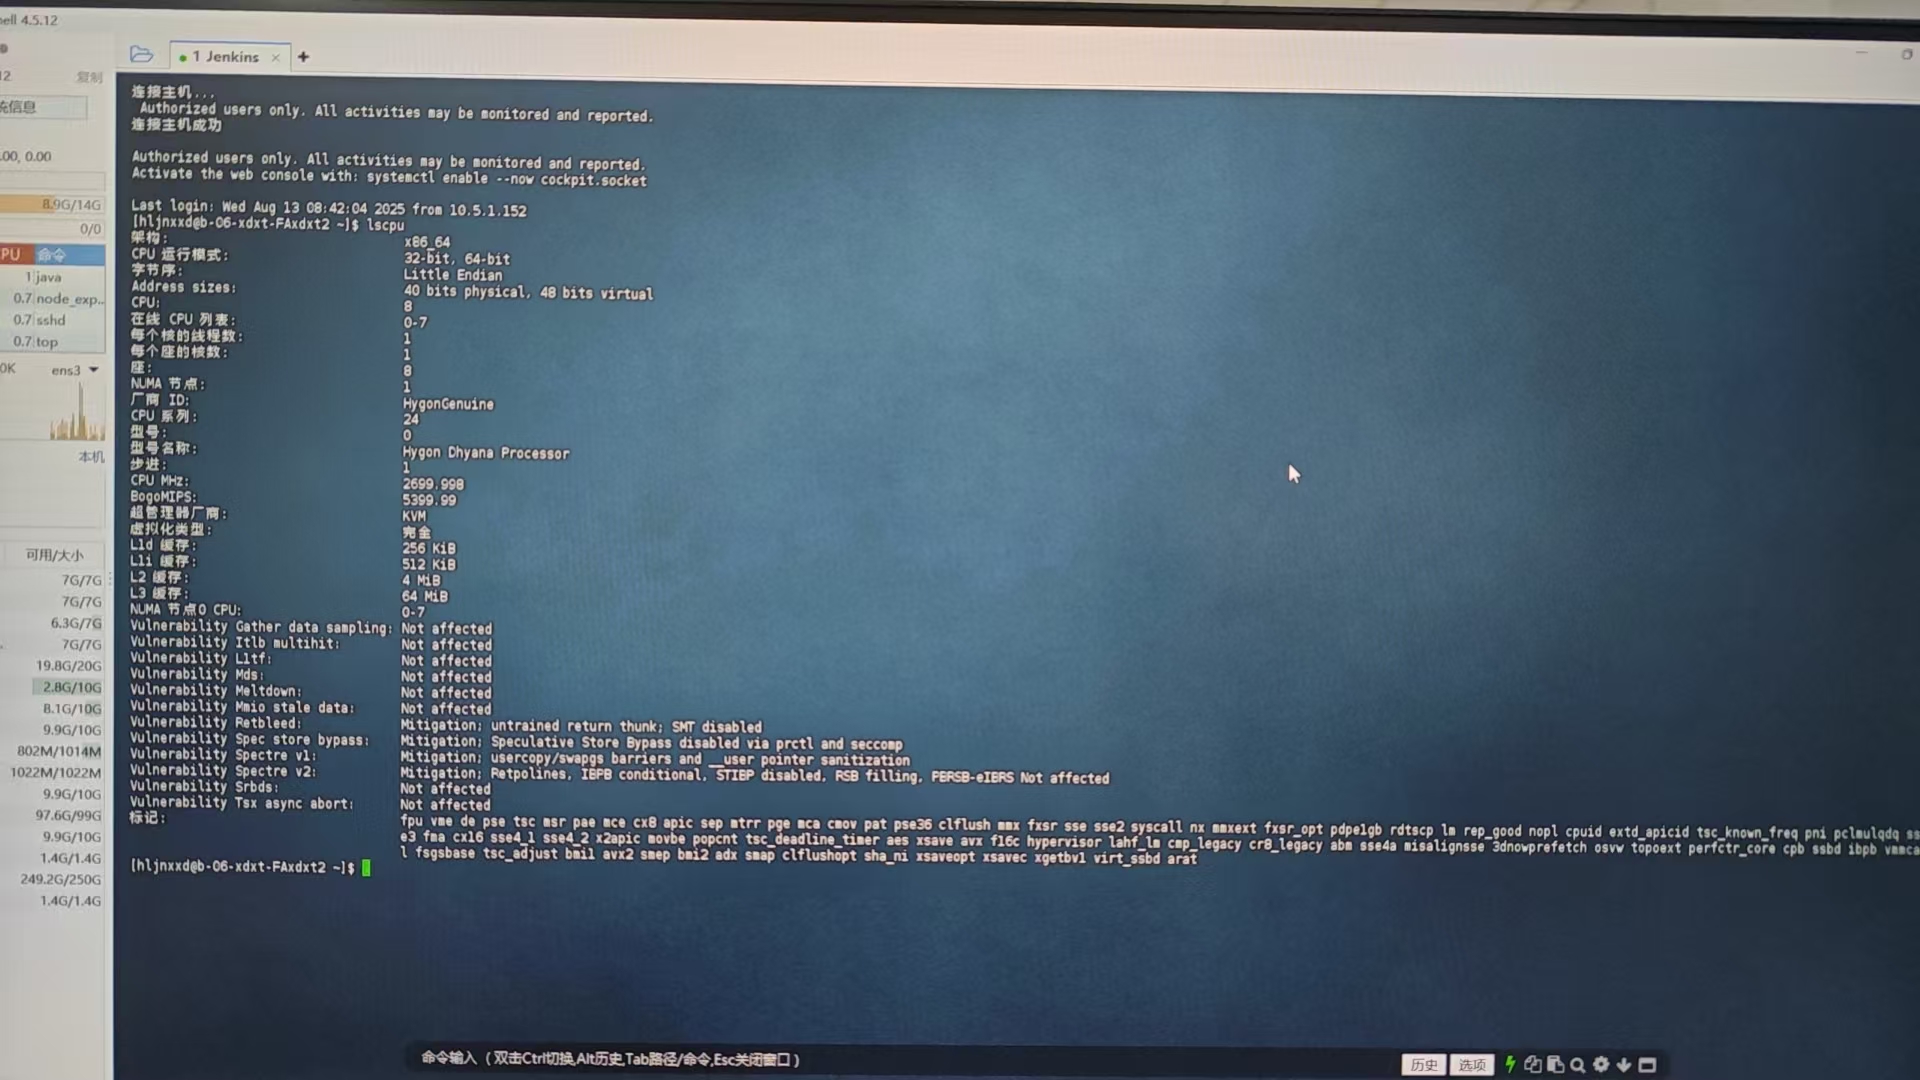 ell 4.5.12
1 Jenkins
12
复制
统信息
.00, 0.00
8.9G/14G
0/0
PU 命令
1 java
0.7 node_exp..
0.7 sshd
0.7 top
0K ens3
本机
可用/大小
7G/7G
7G/7G
6.3G/7G
7G/7G
19.8G/20G
2.8G/10G
8.1G/10G
9.9G/10G
802M/1014M
1022M/1022M
9.9G/10G
97.6G/99G
9.9G/10G
1.4G/1.4G
249.2G/250G
1.4G/1.4G
连接主机...
Authorized users only. All activities may be monitored and reported.
连接主机成功
Authorized users only. All activities may be monitored and reported.
Activate the web console with: systemctl enable --now cockpit.socket
Last login: Wed Aug 13 08:42:04 2025 from 10.5.1.152
[hljnxxd@b-06-xdxt-FAxdxt2 ~]$ lscpu
架构: x86_64
CPU 运行模式: 32-bit, 64-bit
字节序: Little Endian
Address sizes: 40 bits physical, 48 bits virtual
CPU: 8
在线 CPU 列表: 0-7
每个核的线程数: 1
每个座的核数: 1
座: 8
NUMA 节点: 1
厂商 ID: HygonGenuine
CPU 系列: 24
型号: 0
型号名称: Hygon Dhyana Processor
步进: 1
CPU MHz: 2699.998
BogoMIPS: 5399.99
超管理器厂商: KVM
虚拟化类型: 完全
L1d 缓存: 256 KiB
L1i 缓存: 512 KiB
L2 缓存: 4 MiB
L3 缓存: 64 MiB
NUMA 节点0 CPU: 0-7
Vulnerability Gather data sampling: Not affected
Vulnerability Itlb multihit: Not affected
Vulnerability L1tf: Not affected
Vulnerability Mds: Not affected
Vulnerability Meltdown: Not affected
Vulnerability Mmio stale data: Not affected
Vulnerability Retbleed: Mitigation; untrained return thunk; SMT disabled
Vulnerability Spec store bypass: Mitigation; Speculative Store Bypass disabled via prctl and seccomp
Vulnerability Spectre v1: Mitigation; usercopy/swapgs barriers and __user pointer sanitization
Vulnerability Spectre v2: Mitigation; Retpolines, IBPB conditional, STIBP disabled, RSB filling, PBRSB-eIBRS Not affected
Vulnerability Srbds: Not affected
Vulnerability Tsx async abort: Not affected
标记: fpu vme de pse tsc msr pae mce cx8 apic sep mtrr pge mca cmov pat pse36 clflush mmx fxsr sse sse2 syscall nx mmxext fxsr_opt pdpe1gb rdtscp lm rep_good nopl cpuid extd_apicid tsc_known_freq pni pclmulqdq ss
e3 fma cx16 sse4_1 sse4_2 x2apic movbe popcnt tsc_deadline_timer aes xsave avx f16c hypervisor lahf_lm cmp_legacy cr8_legacy abm sse4a misalignsse 3dnowprefetch osvw topoext perfctr_core cpb ssbd ibpb vmmca
l fsgsbase tsc_adjust bmi1 avx2 smep bmi2 adx smap clflushopt sha_ni xsaveopt xsavec xgetbv1 virt_ssbd arat
[hljnxxd@b-06-xdxt-FAxdxt2 ~]$
命令输入 (双击Ctrl切换,Alt历史,Tab路径/命令,Esc关闭窗口)
历史 选项